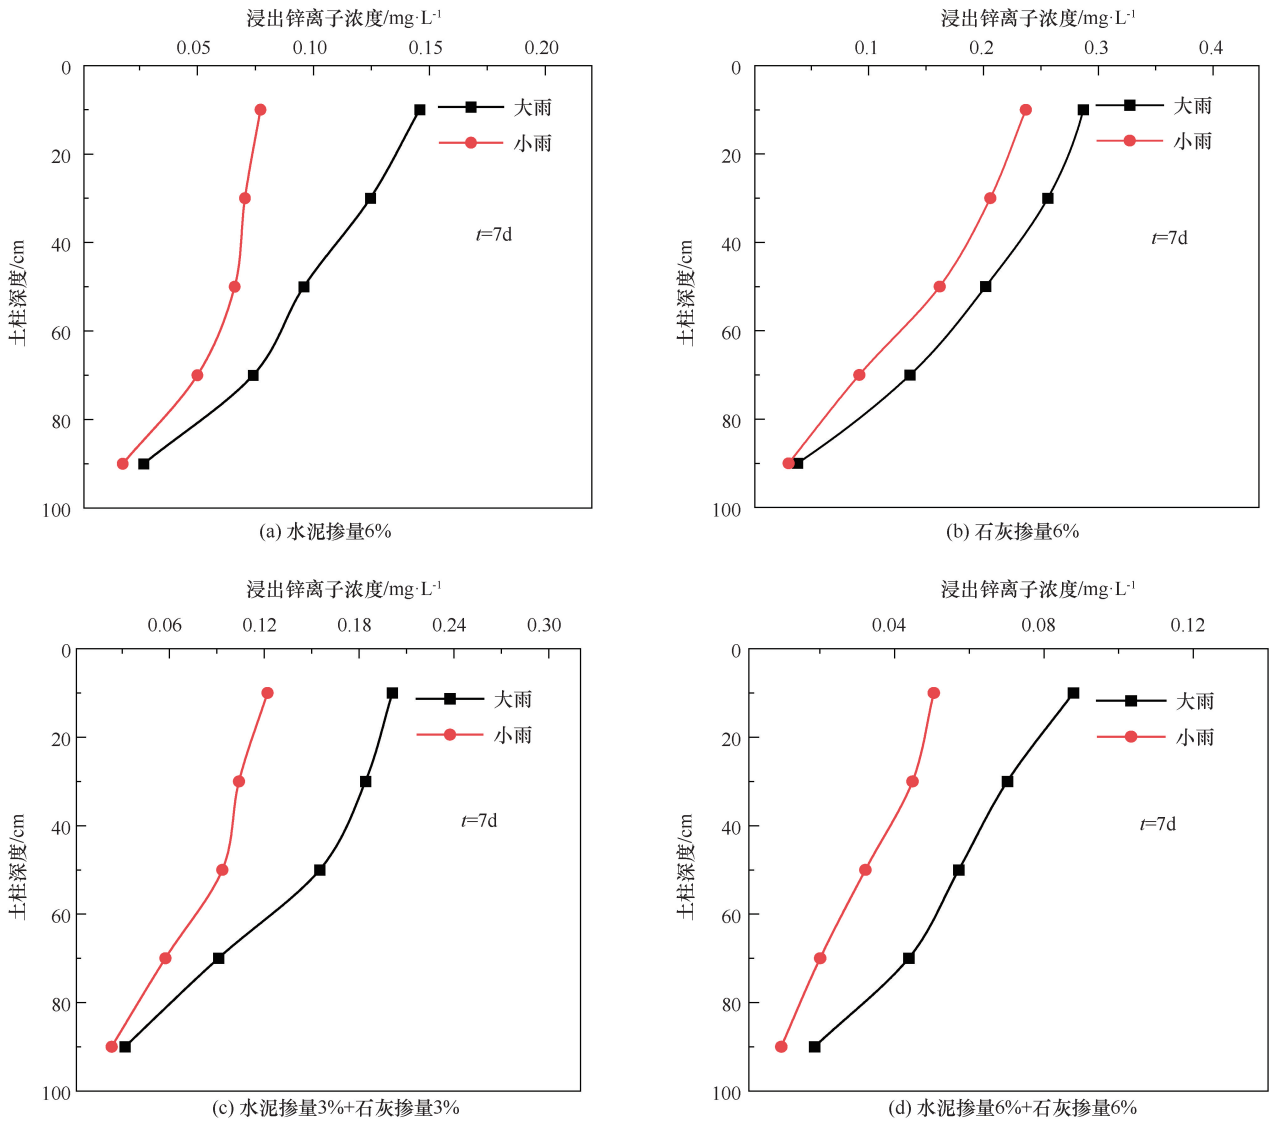 浸出锌离子浓度/mg·L⁻¹
0.05 0.10 0.15 0.20
0
20
40
60
80
100
土柱深度/cm
大雨
小雨
t=7d
(a) 水泥掺量6%
浸出锌离子浓度/mg·L⁻¹
0.1 0.2 0.3 0.4
0
20
40
60
80
100
土柱深度/cm
大雨
小雨
t=7d
(b) 石灰掺量6%
浸出锌离子浓度/mg·L⁻¹
0.06 0.12 0.18 0.24 0.30
0
20
40
60
80
100
土柱深度/cm
大雨
小雨
t=7d
(c) 水泥掺量3%+石灰掺量3%
浸出锌离子浓度/mg·L⁻¹
0.04 0.08 0.12
0
20
40
60
80
100
土柱深度/cm
大雨
小雨
t=7d
(d) 水泥掺量6%+石灰掺量6%